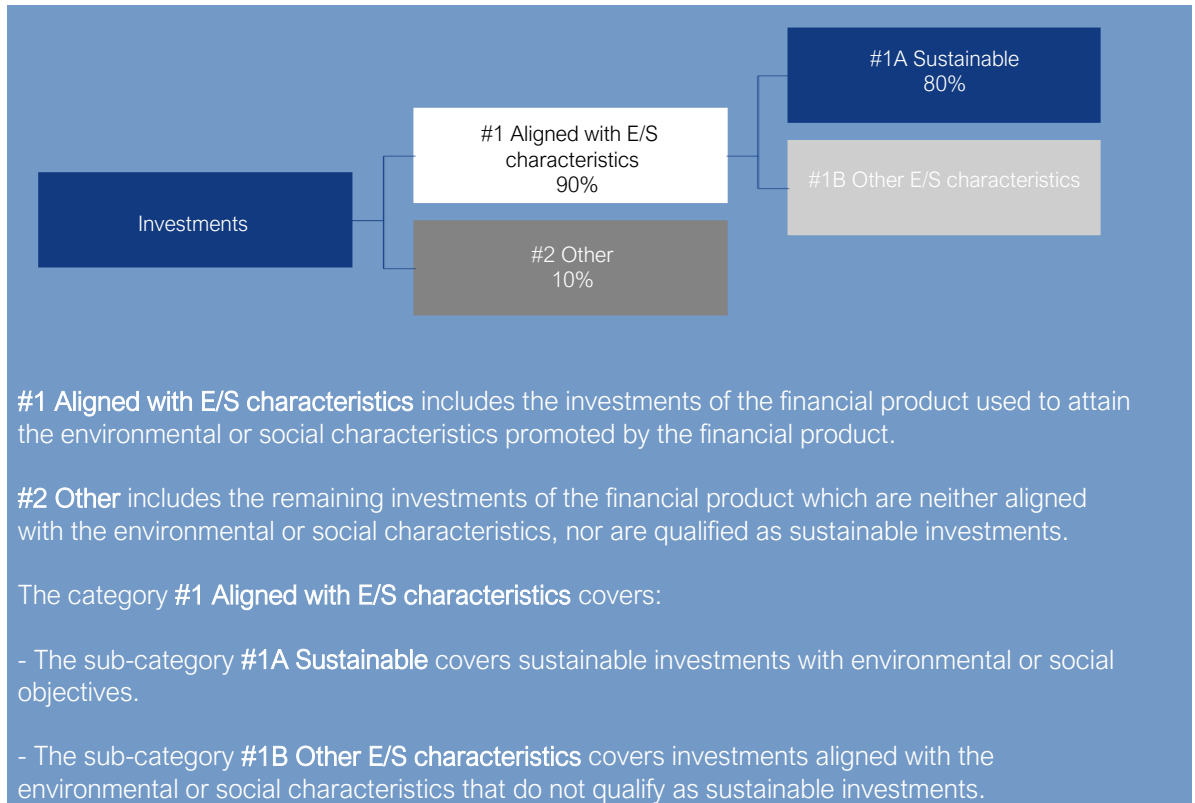 #1A Sustainable
80%
#1 Aligned with E/S
characteristics
90%
#1B Other E/S characteristics
Investments
#2 Other
10%
#1 Aligned with E/S characteristics includes the investments of the financial product used to attain
the environmental or social characteristics promoted by the financial product.
#2 Other includes the remaining investments of the financial product which are neither aligned
with the environmental or social characteristics, nor are qualified as sustainable investments.
The category #1 Aligned with E/S characteristics covers:
- The sub-category #1A Sustainable covers sustainable investments with environmental or social
objectives.
- The sub-category #1B Other E/S characteristics covers investments aligned with the
environmental or social characteristics that do not qualify as sustainable investments.